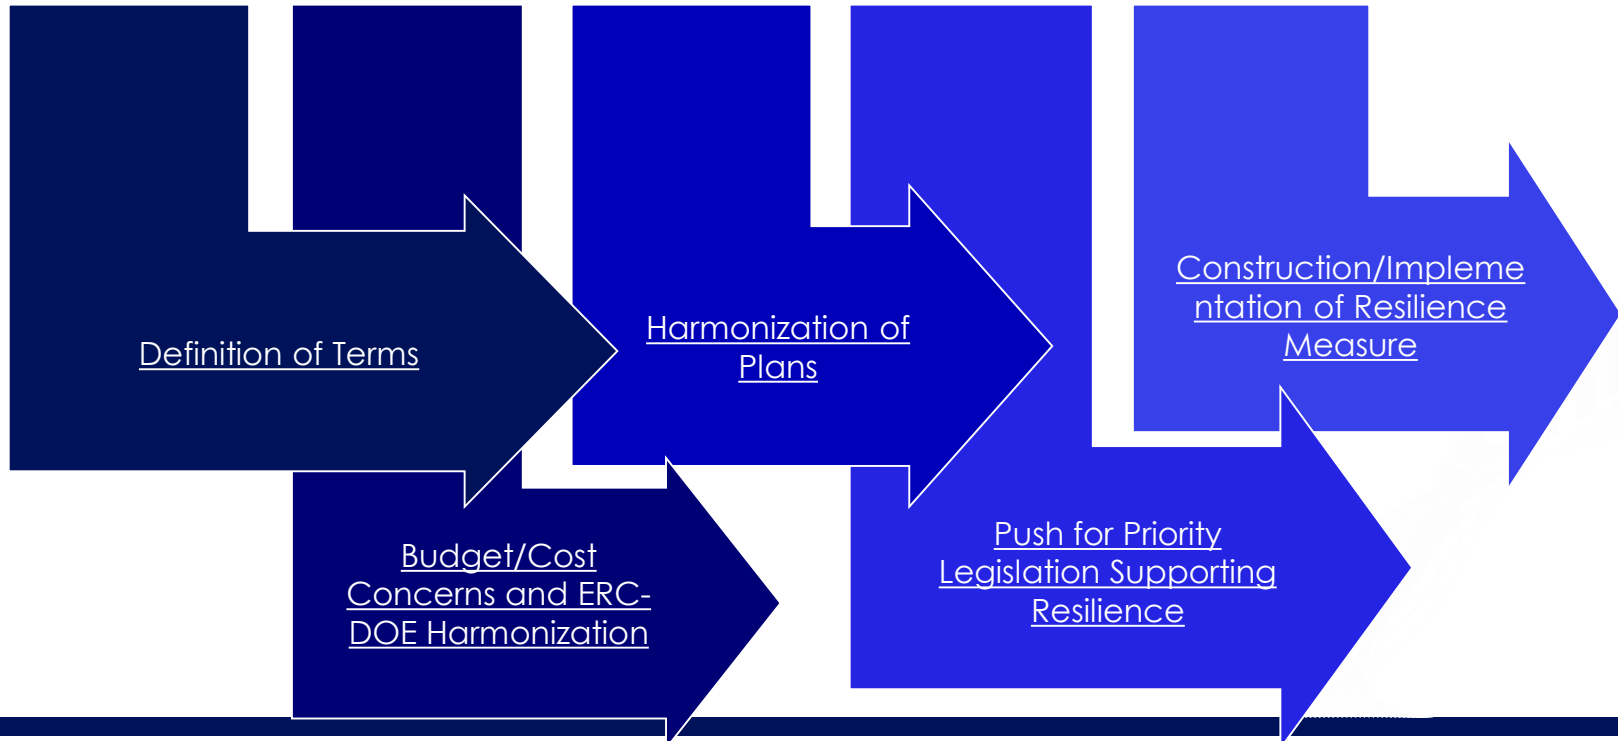 Definition of Terms
Budget/Cost
Concerns and ERC-
DOE Harmonization
Harmonization of
Plans
Push for Priority
Legislation Supporting
Resilience
Construction/Impleme
ntation of Resilience
Measure